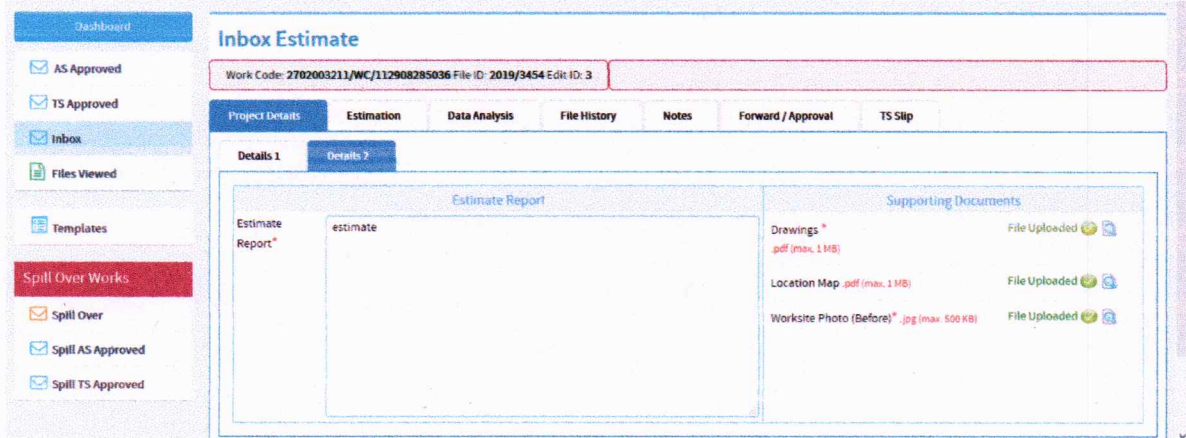 Dashboard
AS Approved
TS Approved
Inbox
Files Viewed
Templates
Spill Over Works
Spill Over
Spill AS Approved
Spill TS Approved
Inbox Estimate
Work Code: 2702003211/WC/112908285036 File ID: 2019/3454 Edit ID: 3
Project Details Estimation Data Analysis File History Notes Forward / Approval TS Slip
Details 1 Details 2
Estimate Report
Estimate Report*
estimate
Supporting Documents
Drawings * File Uploaded
.pdf (max. 1 MB)
Location Map .pdf (max. 1 MB) File Uploaded
Worksite Photo (Before)* .jpg (max. 500 KB) File Uploaded